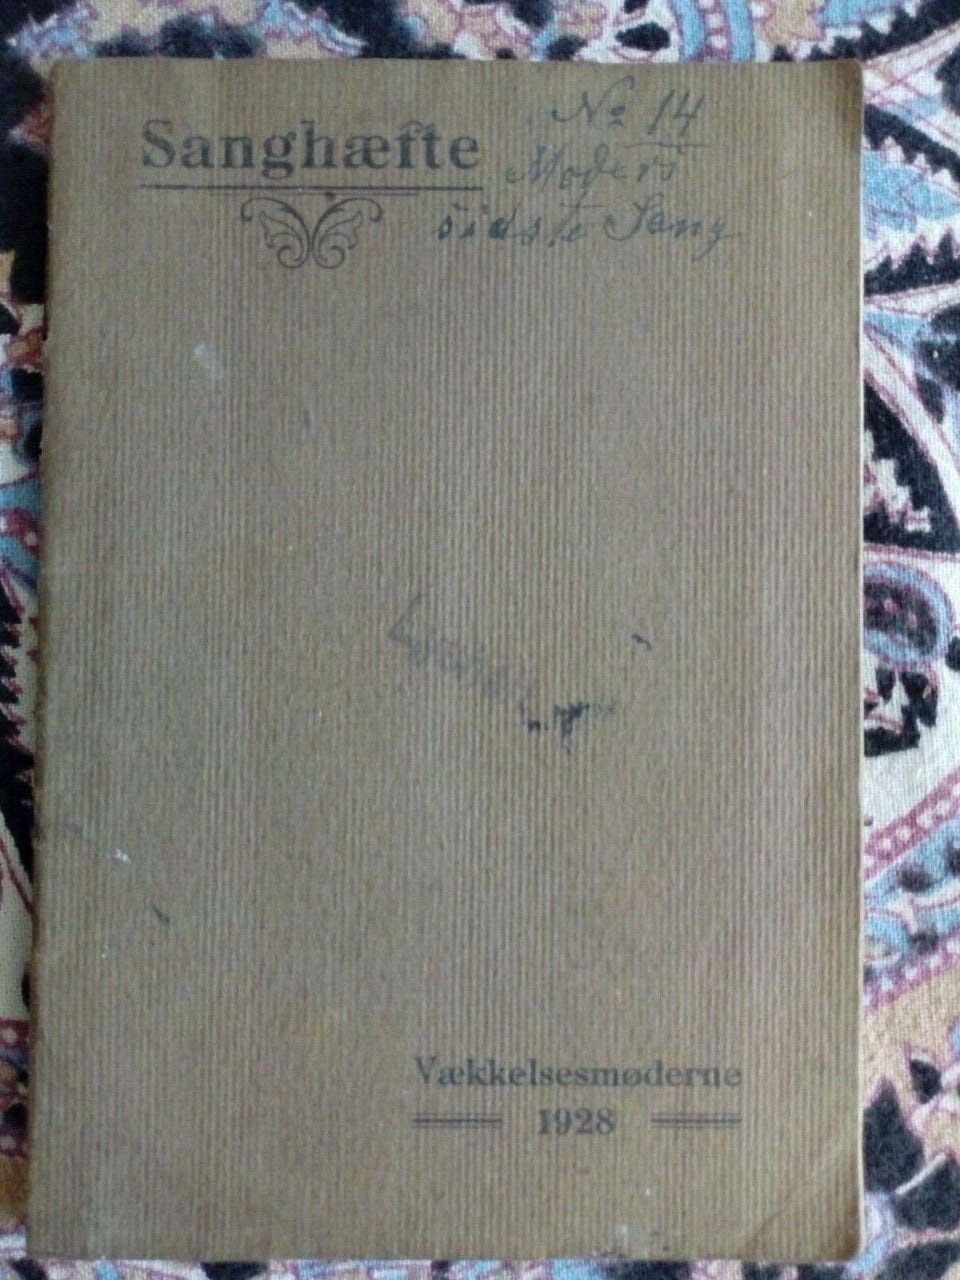 Sanghæfte
No 14
Moders
sidste Sang
Vækkelsesmøderne
1928